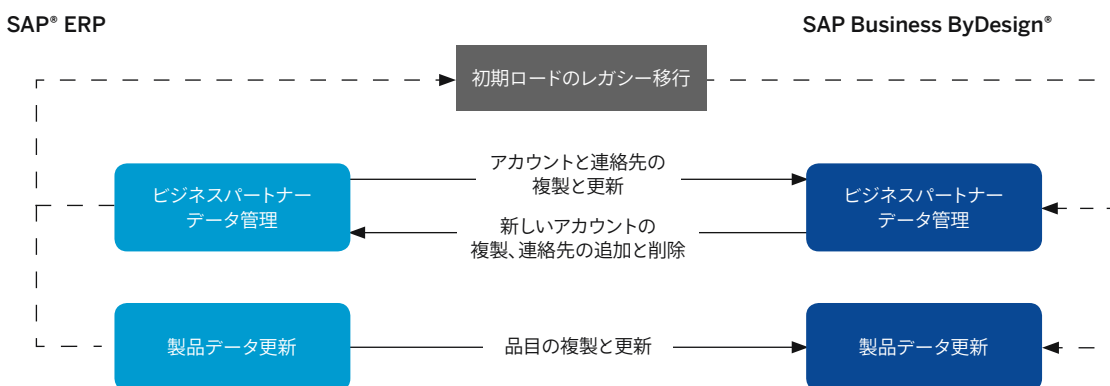 SAP® ERP
SAP Business ByDesign®
初期ロードのレガシー移行
アカウントと連絡先の
複製と更新
ビジネスパートナー
データ管理
ビジネスパートナー
データ管理
新しいアカウントの
複製、連絡先の追加と削除
製品データ更新
品目の複製と更新
製品データ更新